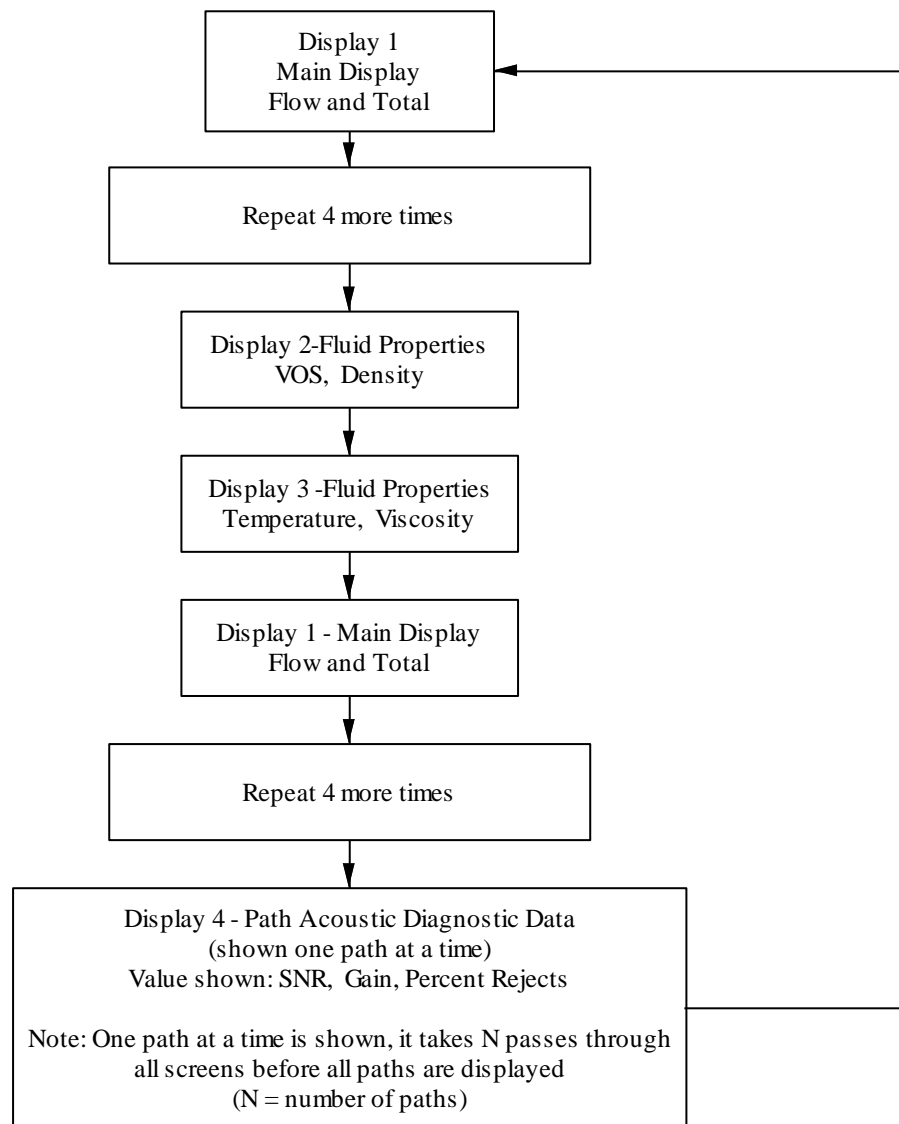 Display 1
Main Display
Flow and Total
Repeat 4 more times
Display 2-Fluid Properties
VOS, Density
Display 3 -Fluid Properties
Temperature, Viscosity
Display 1 - Main Display
Flow and Total
Repeat 4 more times
Display 4 - Path Acoustic Diagnostic Data
(shown one path at a time)
Value shown: SNR, Gain, Percent Rejects
Note: One path at a time is shown, it takes N passes through
all screens before all paths are displayed
(N = number of paths)